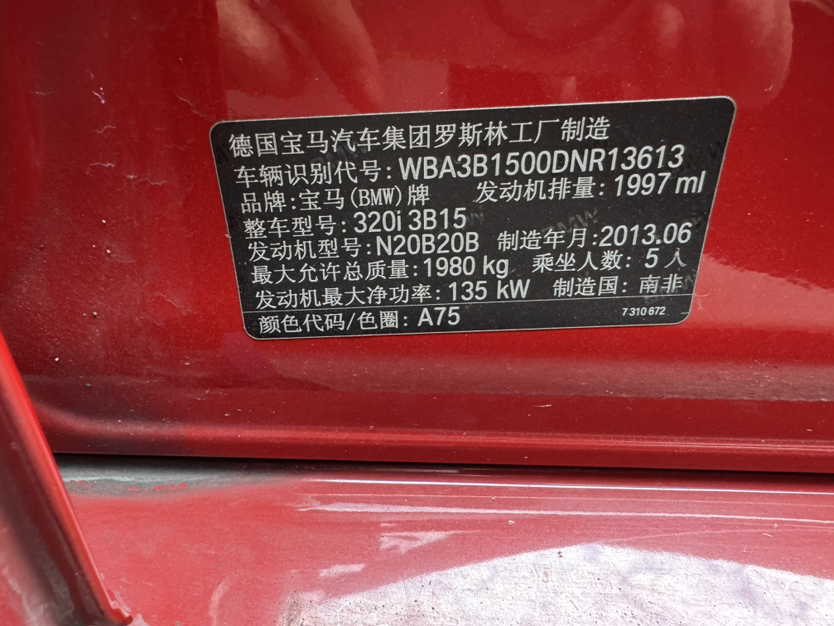 德国宝马汽车集团罗斯林工厂制造
车辆识别代号: WBA3B1500DNR13613
品牌: 宝马(BMW)牌 发动机排量: 1997 ml
整车型号: 320i 3B15
发动机型号: N20B20B 制造年月: 2013.06
最大允许总质量: 1980 kg 乘坐人数: 5 人
发动机最大净功率: 135 kW 制造国: 南非
颜色代码/色圈: A75 7 310 672